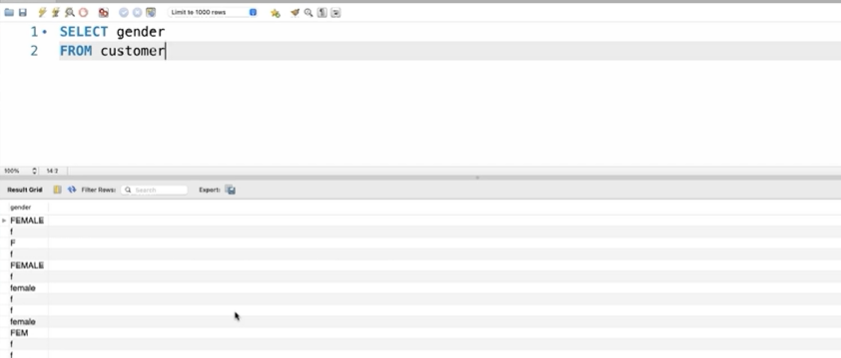 Limit to 1000 rows
1 SELECT gender
2 FROM customer
100% 14:2
Result Grid Filter Rows: Search Export:
gender
FEMALE
f
F
f
FEMALE
f
female
f
f
female
FEM
f
f